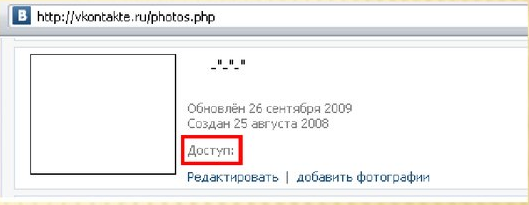 B http://vkontakte.ru/photos.php
-"-"-"
Обновлён 26 сентября 2009
Создан 25 августа 2008
Доступ:
Редактировать | добавить фотографии